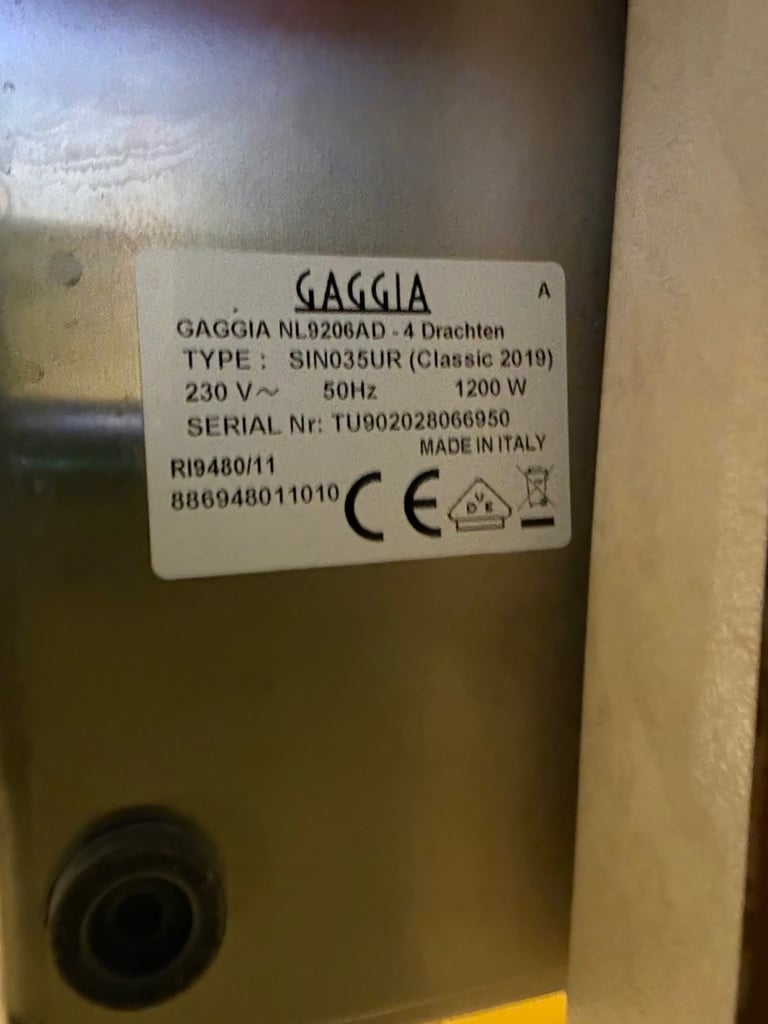 GAGGIA
A
GAGGIA NL9206AD - 4 Drachten
TYPE : SIN035UR (Classic 2019)
230 V~ 50Hz 1200 W
SERIAL Nr: TU902028066950
MADE IN ITALY
RI9480/11
886948011010
CE
D V E